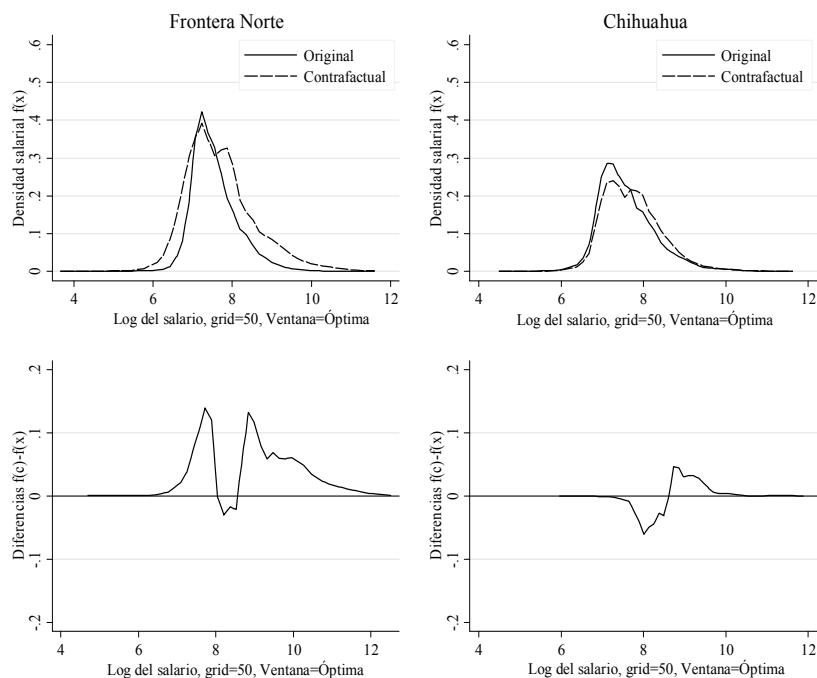 Frontera Norte
Original
Contrafactual
Densidad salarial f(x)
.6
.5
.4
.3
.2
.1
0
4 6 8 10 12
Log del salario, grid=50, Ventana=Óptima
Chihuahua
Original
Contrafactual
Densidad salarial f(x)
.6
.5
.4
.3
.2
.1
0
4 6 8 10 12
Log del salario, grid=50, Ventana=Óptima
Diferencias f(c)-f(x)
.2
.1
0
-.1
-.2
4 6 8 10 12
Log del salario, grid=50, Ventana=Óptima
Diferencias f(c)-f(x)
.2
.1
0
-.1
-.2
4 6 8 10 12
Log del salario, grid=50, Ventana=Óptima